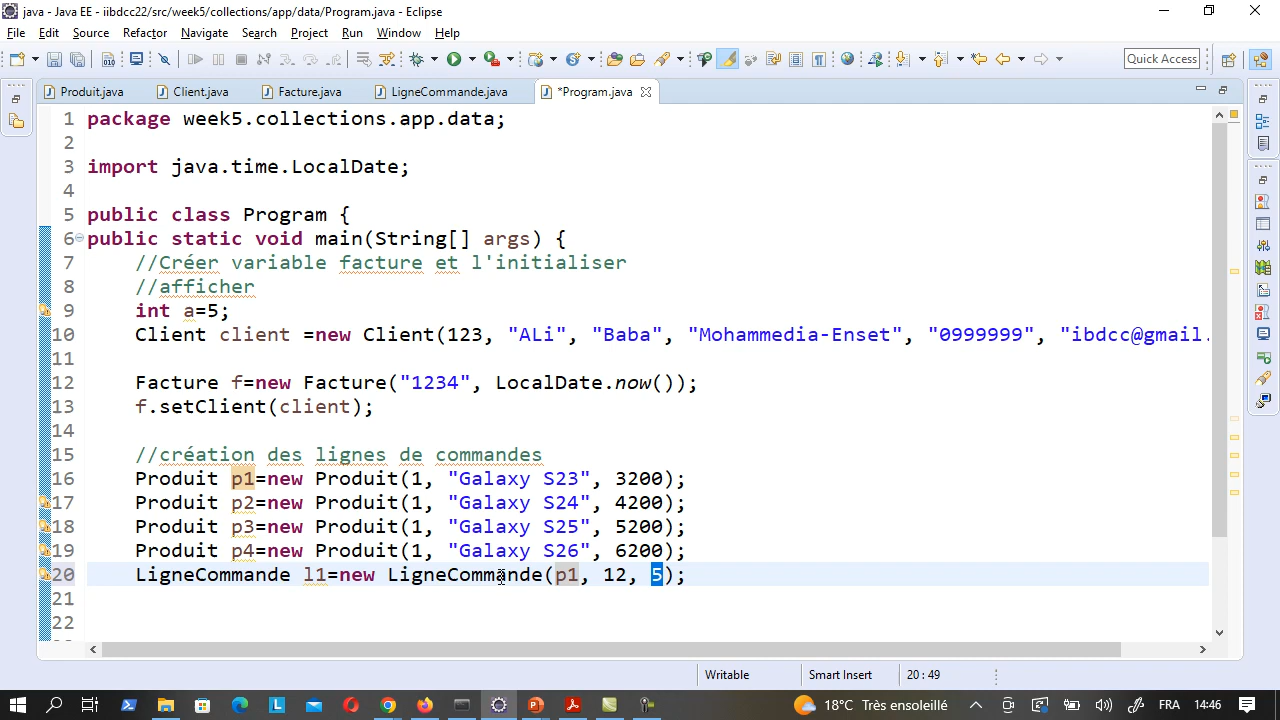 java - Java EE - iibdcc22/src/week5/collections/app/data/Program.java - Eclipse
File Edit Source Refactor Navigate Search Project Run Window Help
Quick Access
Produit.java Client.java Facture.java LigneCommande.java *Program.java
1 package week5.collections.app.data;
2
3 import java.time.LocalDate;
4
5 public class Program {
6 public static void main(String[] args) {
7 //Créer variable facture et l'initialiser
8 //afficher
9 int a=5;
10 Client client =new Client(123, "ALi", "Baba", "Mohammedia-Enset", "0999999", "ibdcc@gmail.
11
12 Facture f=new Facture("1234", LocalDate.now());
13 f.setClient(client);
14
15 //création des lignes de commandes
16 Produit p1=new Produit(1, "Galaxy S23", 3200);
17 Produit p2=new Produit(1, "Galaxy S24", 4200);
18 Produit p3=new Produit(1, "Galaxy S25", 5200);
19 Produit p4=new Produit(1, "Galaxy S26", 6200);
20 LigneCommande l1=new LigneCommande(p1, 12, 5);
21
22
Writable Smart Insert 20 : 49
18°C Très ensoleillé FRA 14:46